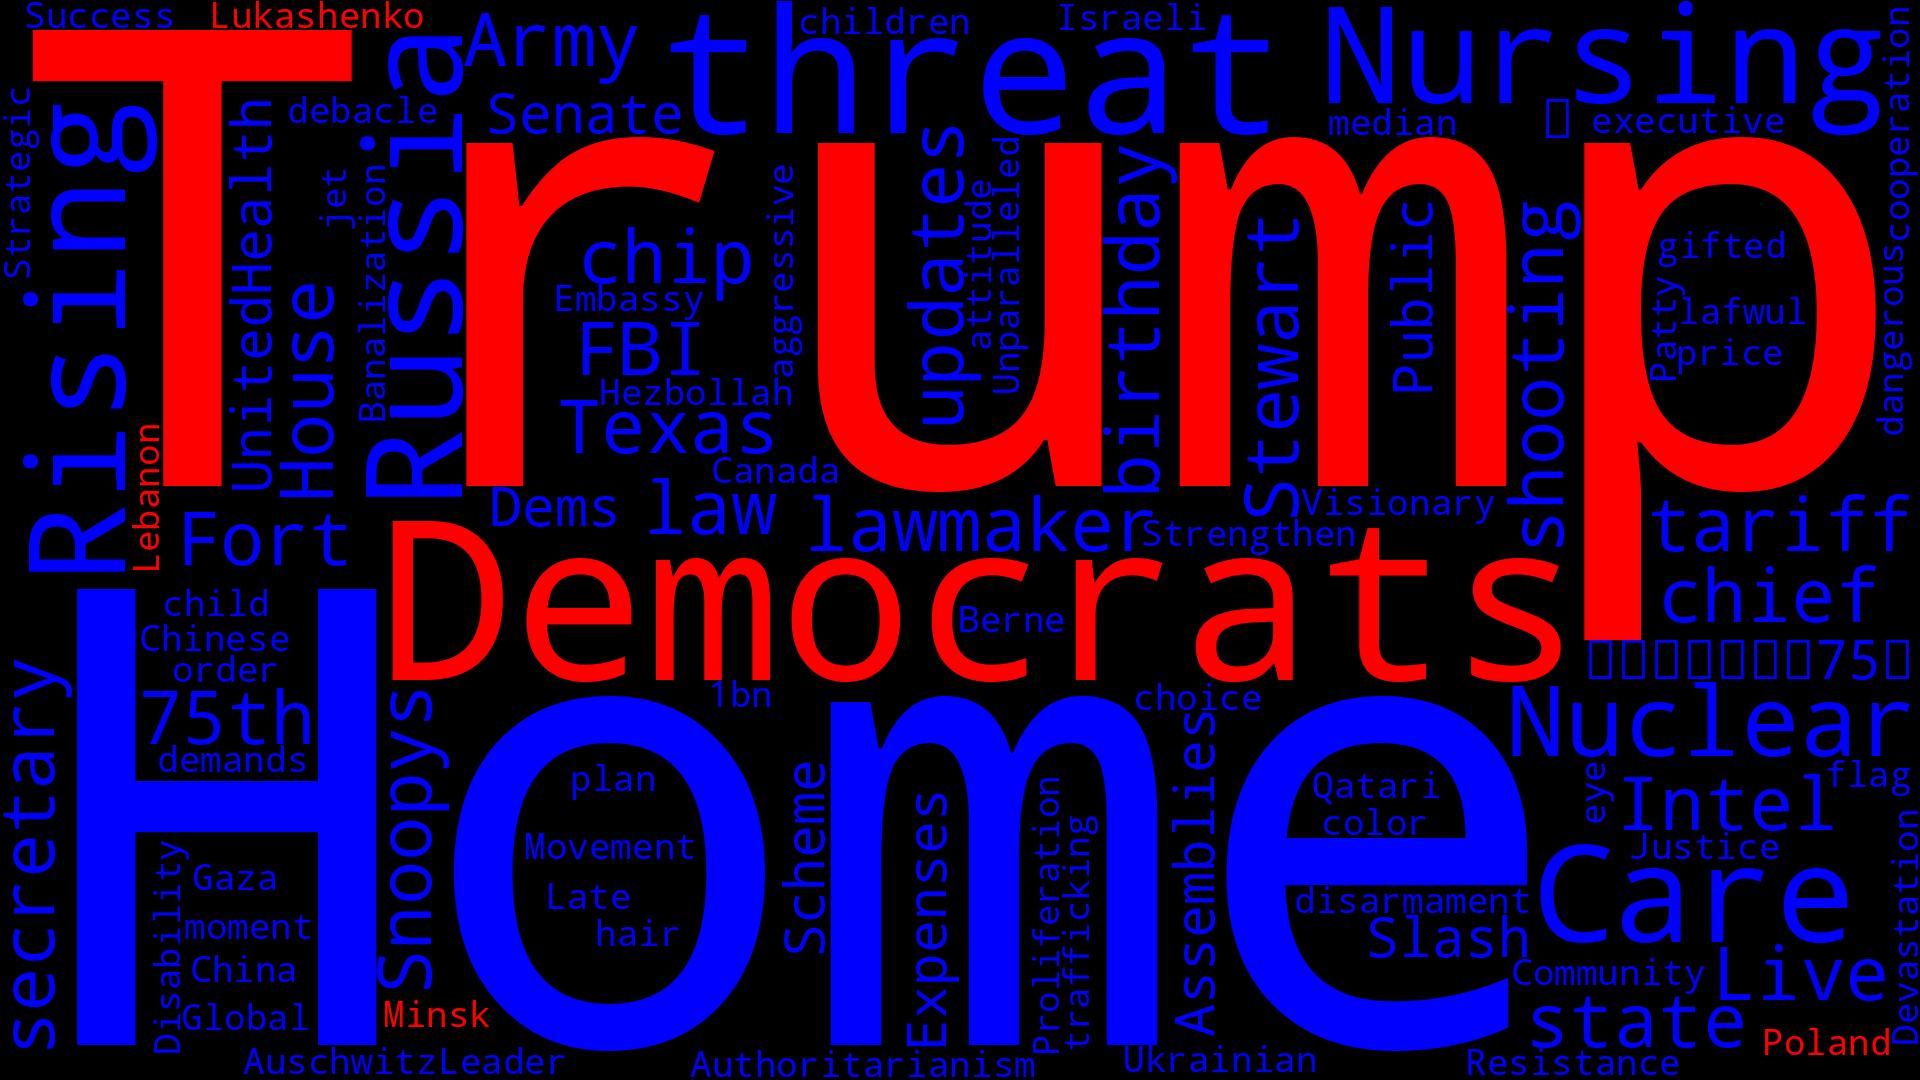 Success
Lukashenko
Army
threat
children
Israeli
Nursing
cooperation
Strategic
Rising
Trump
UnitedHealth
debacle
Russia
Senate
median
executive
jet
Banalization
House
chip
Embassy
FBI
Hezbollah
Texas
Canada
aggressive
updates
attitude
Unparalleled
birthday
Stewart
Public
shooting
gifted
Patty
lafwul
price
dangerous
Lebanon
Fort
Dems
law
lawmaker
Strengthen
Visionary
tariff
chief
Democrats
Berne
75
child
Chinese
order
75th
demands
Home
secretary
Snoopys
1bn
choice
Nuclear
plan
Movement
Late
hair
Scheme
Expenses
Proliferation
trafficking
Assemblies
Qatari
color
disarmament
Slash
eye
Intel
flag
Justice
Care
Devastation
Disability
Gaza
moment
China
Global
Minsk
Community
Live
state
Poland
AuschwitzLeader
Authoritarianism
Ukrainian
Resistance